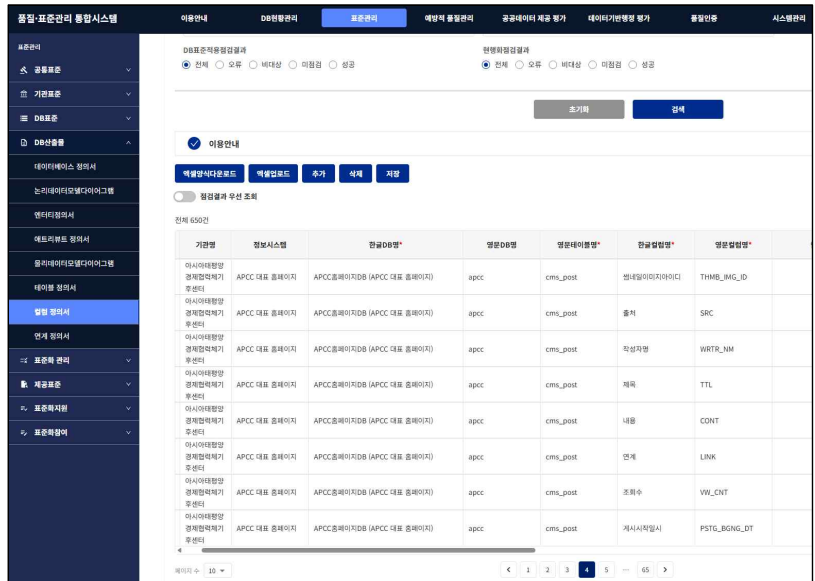 품질·표준관리 통합시스템 이용안내 DB현황관리 표준관리 예방적 품질관리 공공데이터 제공 평가 데이터기반행정 평가 품질인증 시스템관리
표준관리
공통표준
기관표준
DB표준
DB산출물
데이터베이스 정의서
논리데이터모델다이어그램
엔터티정의서
애트리뷰트 정의서
물리데이터모델다이어그램
테이블 정의서
컬럼 정의서
연계 정의서
표준화 관리
제공표준
표준화지원
표준화참여
DB표준적용점검결과 현행화점검결과
전체 오류 비대상 미점검 성공 전체 오류 비대상 미점검 성공
초기화 검색
이용안내
엑셀양식다운로드 엑셀업로드 추가 삭제 저장
점검결과 우선 조회
전체 650건
기관명 정보시스템 한글DB명* 영문DB명 영문테이블명* 한글컬럼명* 영문컬럼명*
아시아태평양
경제협력체기 APCC 대표 홈페이지 APCC홈페이지DB (APCC 대표 홈페이지) apcc cms_post 썸네일이미지아이디 THMB_IMG_ID
후센터
아시아태평양
경제협력체기 APCC 대표 홈페이지 APCC홈페이지DB (APCC 대표 홈페이지) apcc cms_post 출처 SRC
후센터
아시아태평양
경제협력체기 APCC 대표 홈페이지 APCC홈페이지DB (APCC 대표 홈페이지) apcc cms_post 작성자명 WRTR_NM
후센터
아시아태평양
경제협력체기 APCC 대표 홈페이지 APCC홈페이지DB (APCC 대표 홈페이지) apcc cms_post 제목 TTL
후센터
아시아태평양
경제협력체기 APCC 대표 홈페이지 APCC홈페이지DB (APCC 대표 홈페이지) apcc cms_post 내용 CONT
후센터
아시아태평양
경제협력체기 APCC 대표 홈페이지 APCC홈페이지DB (APCC 대표 홈페이지) apcc cms_post 연계 LINK
후센터
아시아태평양
경제협력체기 APCC 대표 홈페이지 APCC홈페이지DB (APCC 대표 홈페이지) apcc cms_post 조회수 VW_CNT
후센터
아시아태평양
경제협력체기 APCC 대표 홈페이지 APCC홈페이지DB (APCC 대표 홈페이지) apcc cms_post 게시시작일시 PSTG_BGNG_DT
후센터
페이지 수 10 1 2 3 4 5 ··· 65